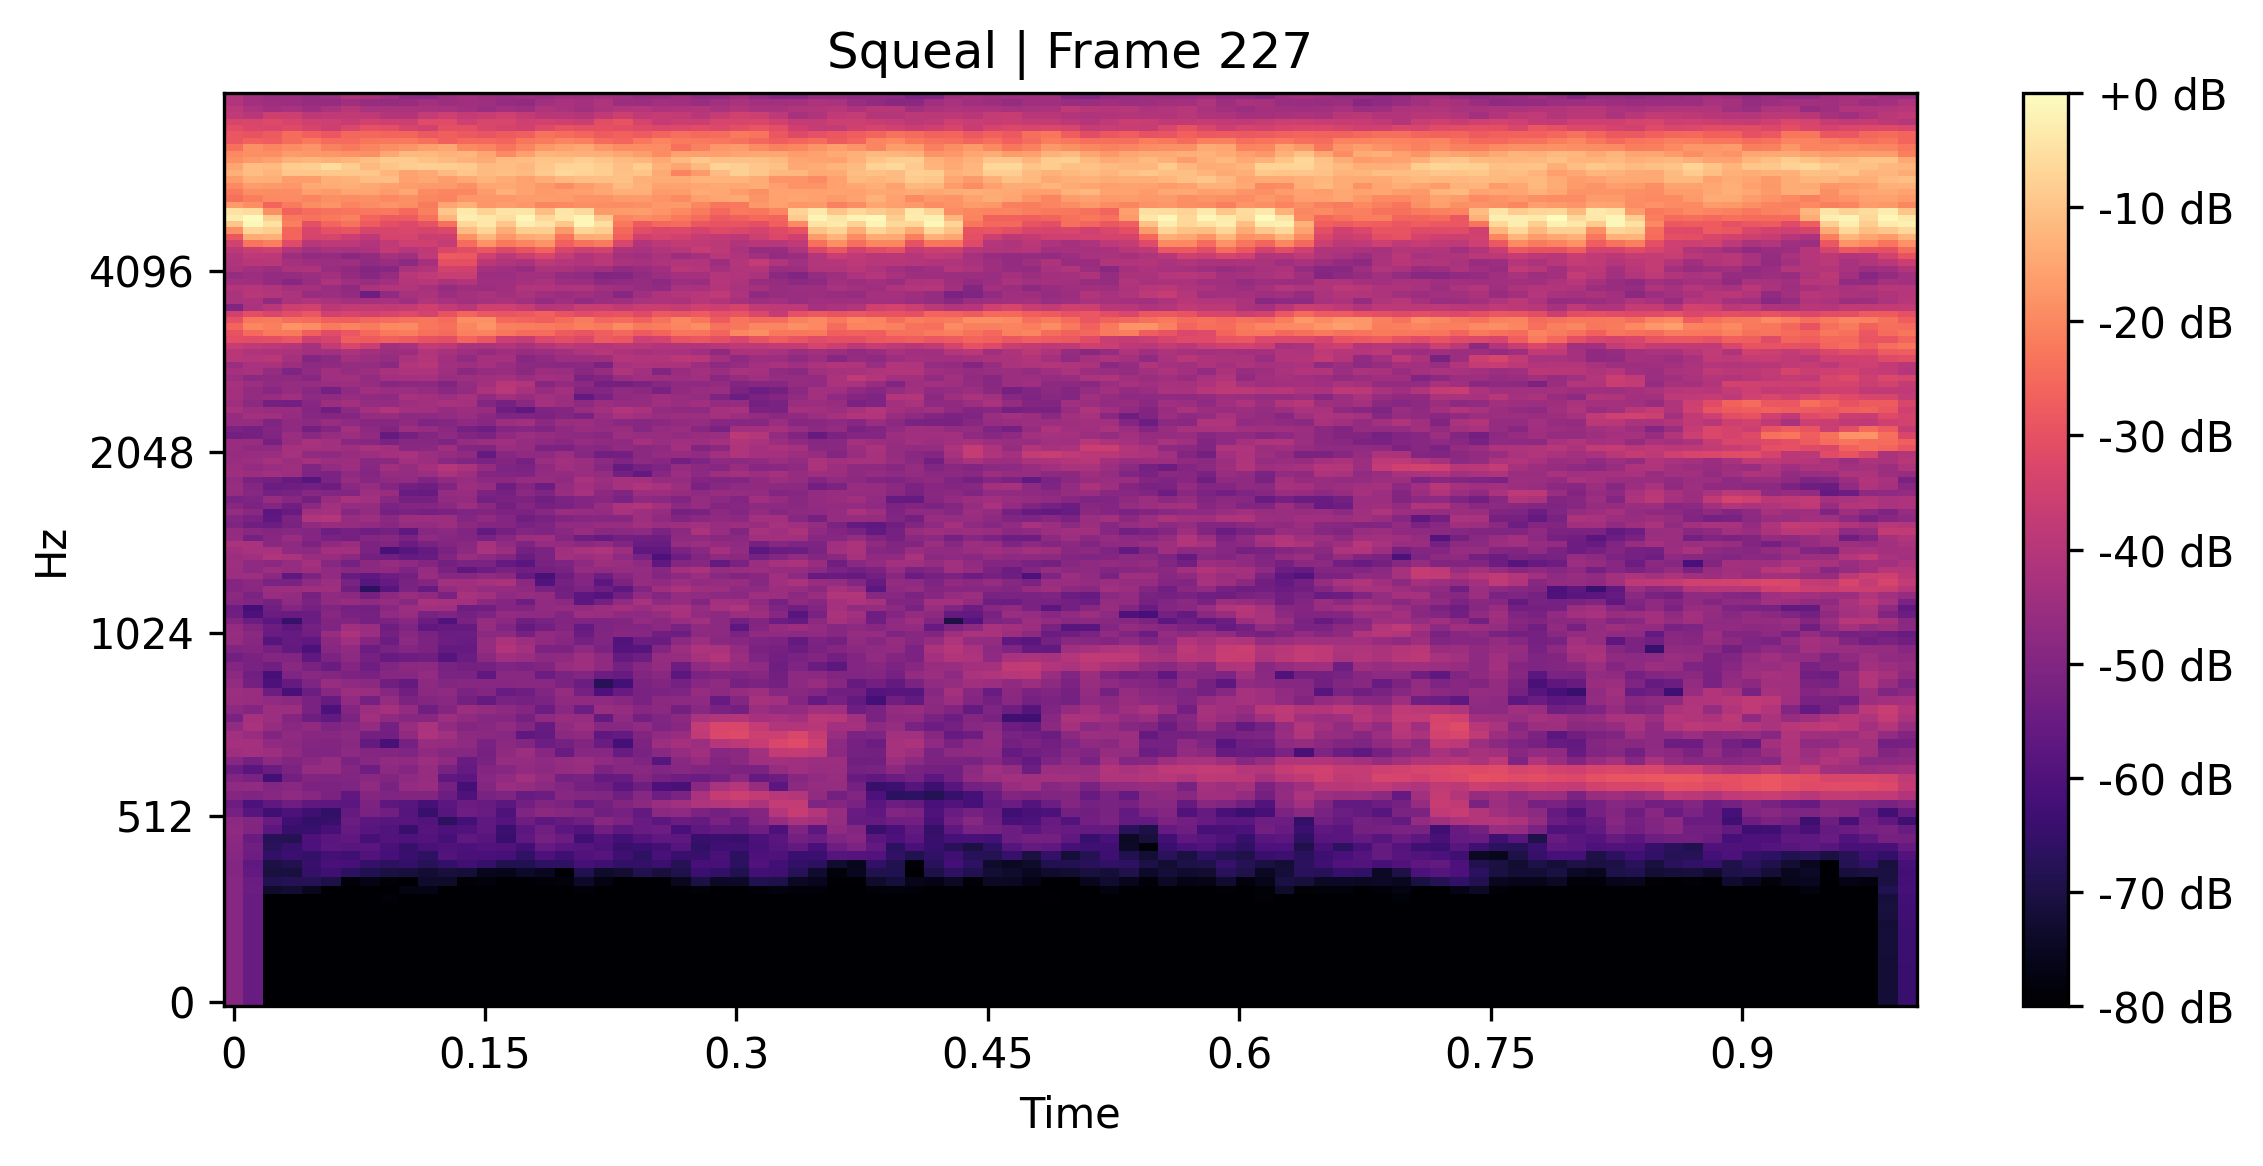 Squeal | Frame 227
Hz
4096
2048
1024
512
0
0 0.15 0.3 0.45 0.6 0.75 0.9
Time
+0 dB
-10 dB
-20 dB
-30 dB
-40 dB
-50 dB
-60 dB
-70 dB
-80 dB